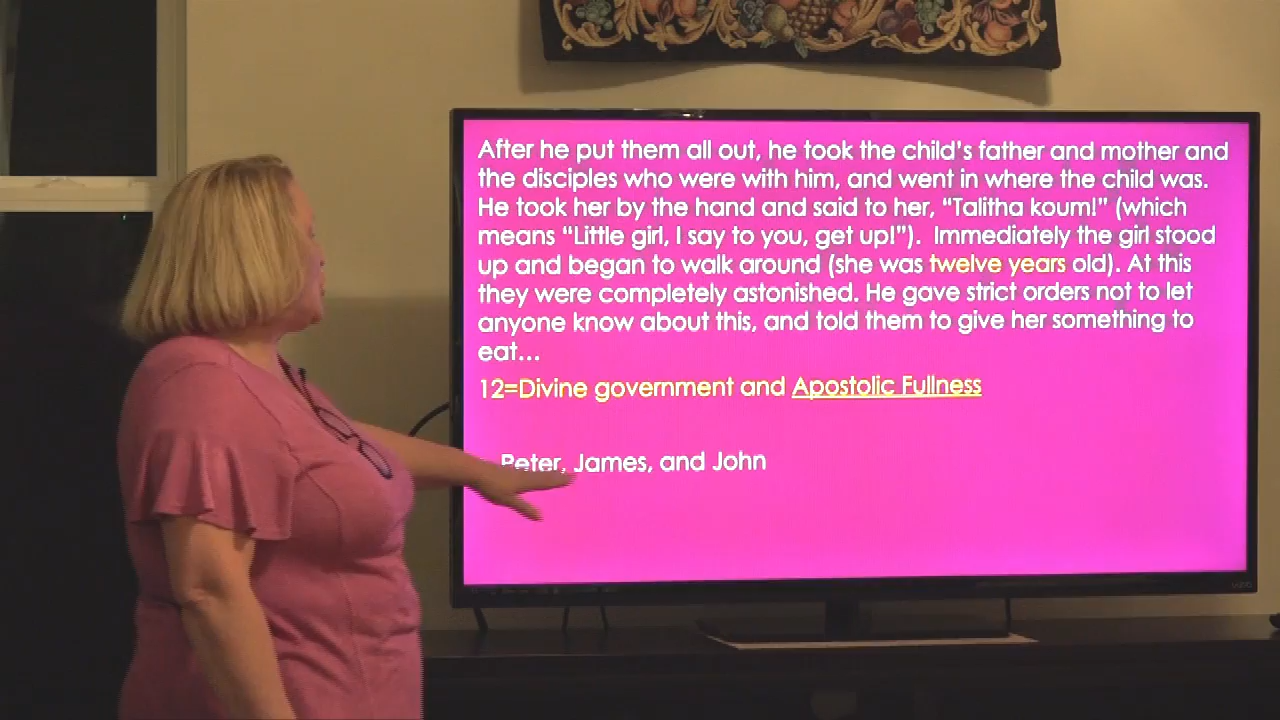 After he put them all out, he took the child's father and mother and
the disciples who were with him, and went in where the child was.
He took her by the hand and said to her, “Talitha koum!” (which
means “Little girl, I say to you, get up!”).  Immediately the girl stood
up and began to walk around (she was twelve years old). At this
they were completely astonished. He gave strict orders not to let
anyone know about this, and told them to give her something to
eat…
12=Divine government and Apostolic Fullness
Peter, James, and John
VIZIO